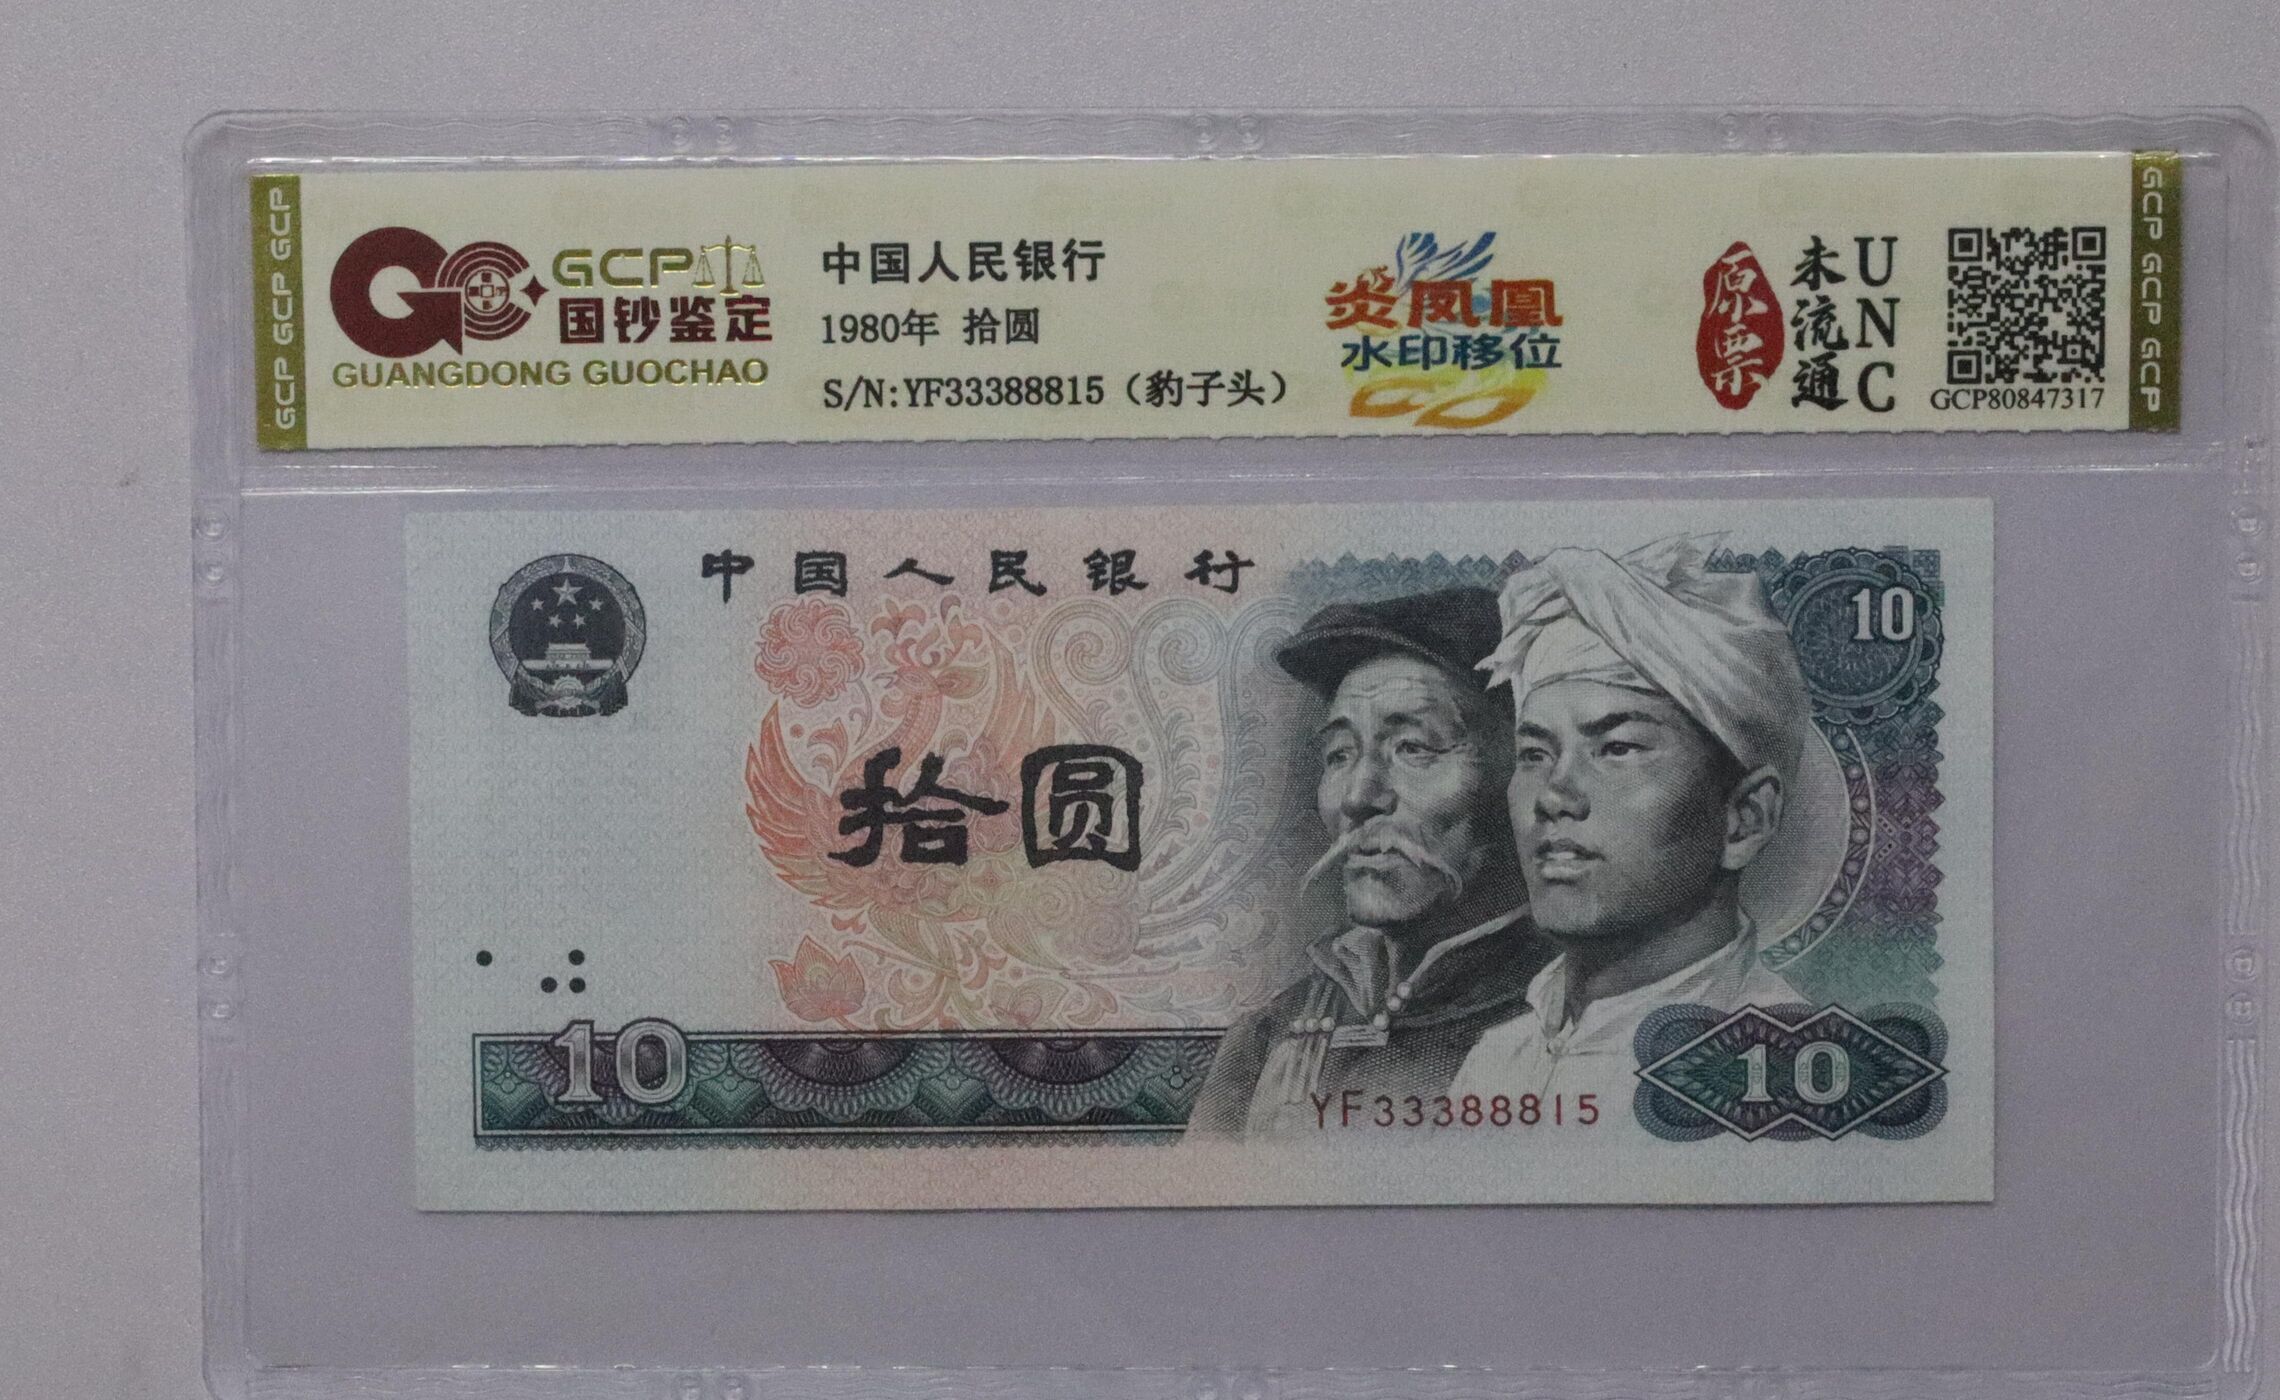 GCP GCP GCP
GCP
国钞鉴定
GUANGDONG GUOCHAO
中国人民银行
1980年 拾圆
S/N:YF33388815（豹子头）
炎凤凰
水印移位
原票
未流通
UNC
GCP80847317
GCP GCP GCP
中国人民银行
10
拾圆
10
YF33388815
10